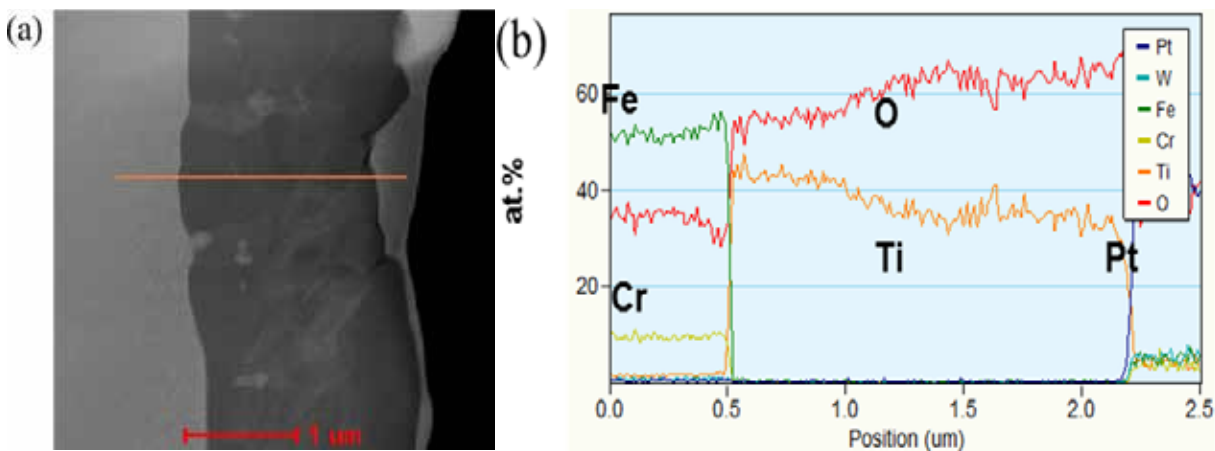 (a)
1 um
(b)
at.%
60
40
20
Fe
O
Ti
Cr
Pt
Pt
W
Fe
Cr
Ti
O
0.0 0.5 1.0 1.5 2.0 2.5
Position (um)